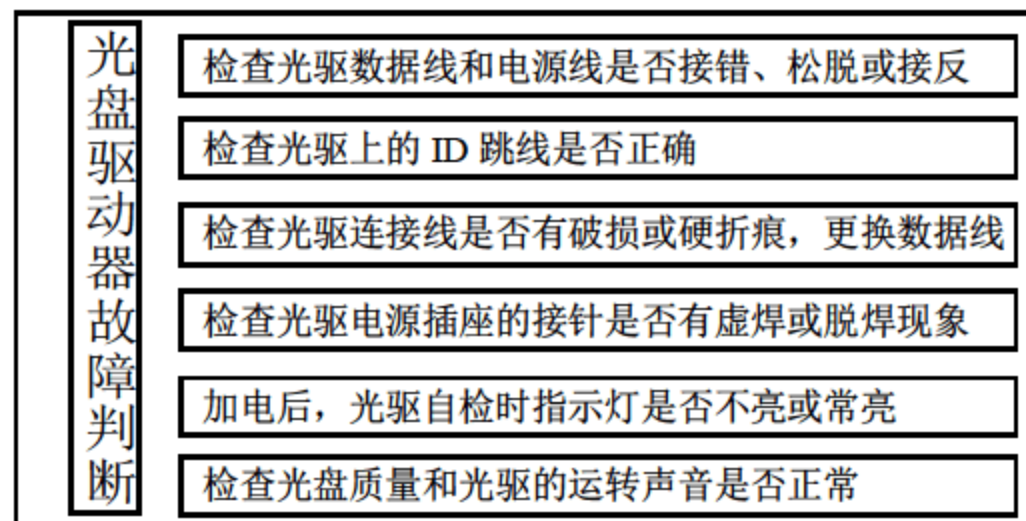 光盘驱动器故障判断
检查光驱数据线和电源线是否接错、松脱或接反
检查光驱上的 ID 跳线是否正确
检查光驱连接线是否有破损或硬折痕，更换数据线
检查光驱电源插座的接针是否有虚焊或脱焊现象
加电后，光驱自检时指示灯是否不亮或常亮
检查光盘质量和光驱的运转声音是否正常